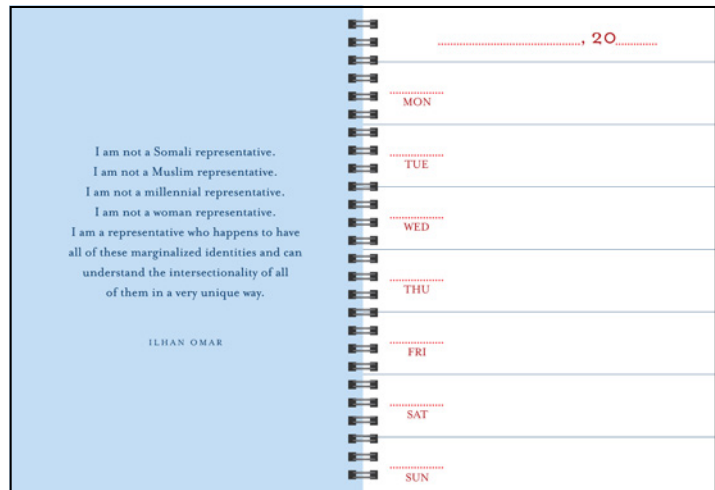 I am not a Somali representative.
I am not a Muslim representative.
I am not a millennial representative.
I am not a woman representative.
I am a representative who happens to have
all of these marginalized identities and can
understand the intersectionality of all
of them in a very unique way.
ILHAN OMAR
, 20
MON
TUE
WED
THU
FRI
SAT
SUN